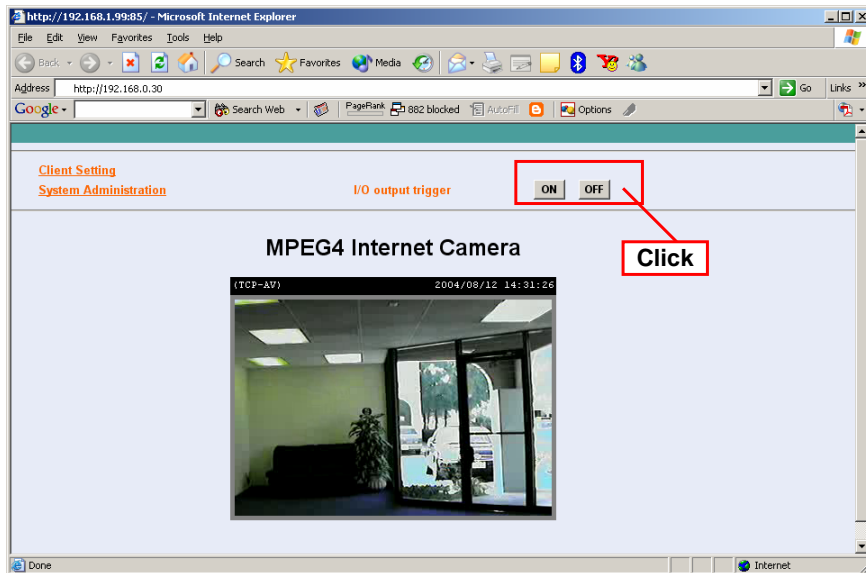 http://192.168.1.99:85/ - Microsoft Internet Explorer
File Edit View Favorites Tools Help
Back Search Favorites Media
Address http://192.168.0.30 Go Links »
Google Search Web PageRank 882 blocked AutoFill Options
Client Setting
System Administration I/O output trigger ON OFF
Click
MPEG4 Internet Camera
(TCP-AV) 2004/08/12 14:31:26
Done Internet